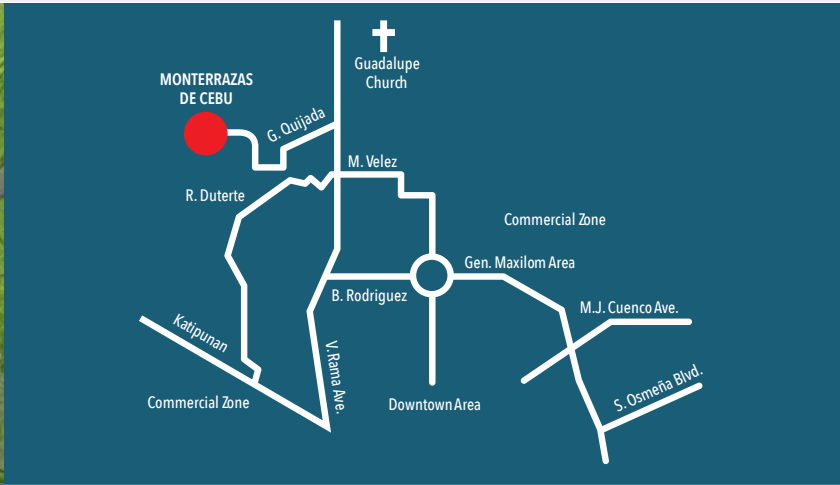 Guadalupe
Church
MONTERRAZAS
DE CEBU
G. Quijada
M. Velez
R. Duterte
Commercial Zone
Gen. Maxilom Area
B. Rodriguez
M.J. Cuenco Ave.
Katipunan
V. Rama Ave.
S. Osmeña Blvd.
Commercial Zone
Downtown Area